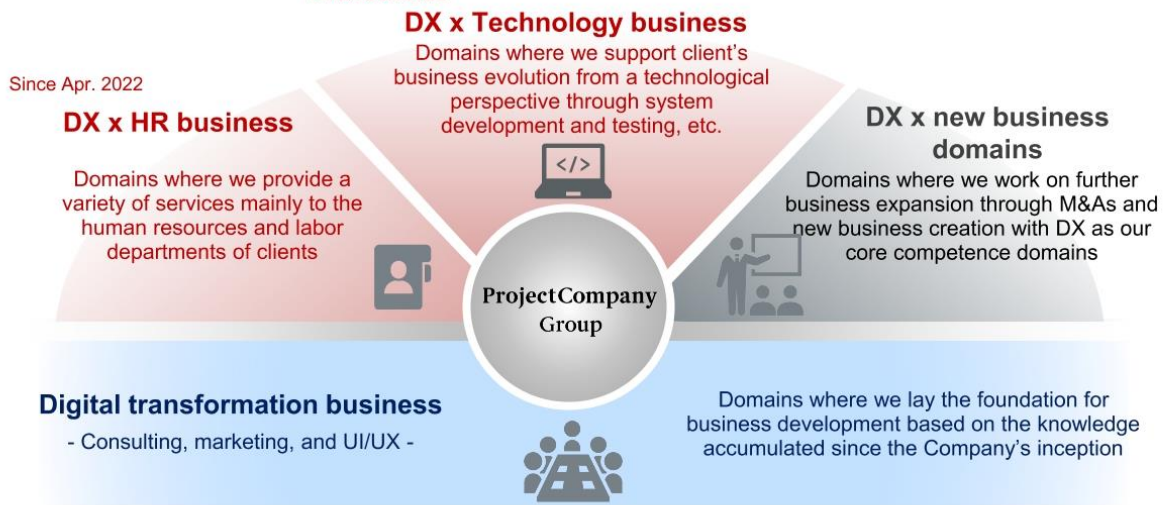 DX x Technology business
Domains where we support client's
business evolution from a technological
perspective through system
development and testing, etc.
</>
Since Apr. 2022
DX x HR business
Domains where we provide a
variety of services mainly to the
human resources and labor
departments of clients
DX x new business
domains
Domains where we work on further
business expansion through M&As and
new business creation with DX as our
core competence domains
ProjectCompany
Group
Digital transformation business
- Consulting, marketing, and UI/UX -
Domains where we lay the foundation for
business development based on the knowledge
accumulated since the Company's inception